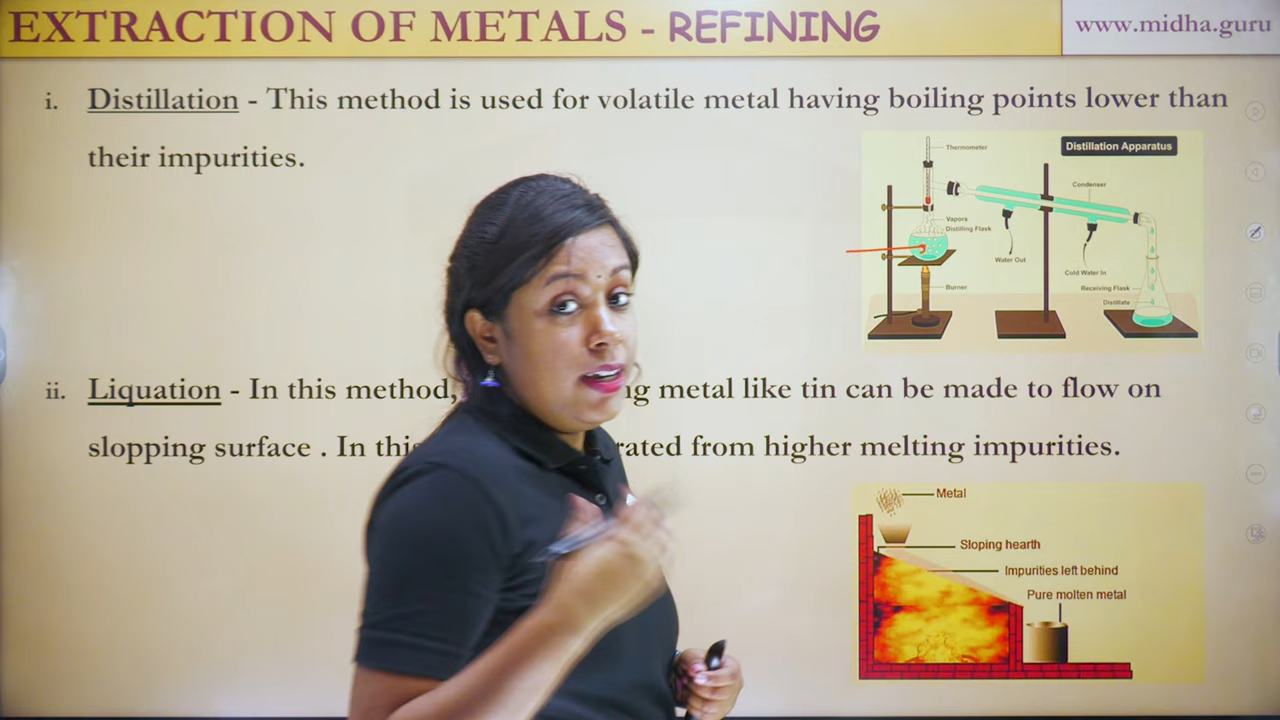 EXTRACTION OF METALS - REFINING
www.midha.guru
i. Distillation - This method is used for volatile metal having boiling points lower than
their impurities.
Distillation Apparatus
Thermometer
Condenser
Vapors
Distilling Flask
Water Out
Cold Water In
Burner
Receiving Flask
Distillate
ii. Liquation - In this method, metal like tin can be made to flow on
slopping surface . In from higher melting impurities.
Metal
Sloping hearth
Impurities left behind
Pure molten metal